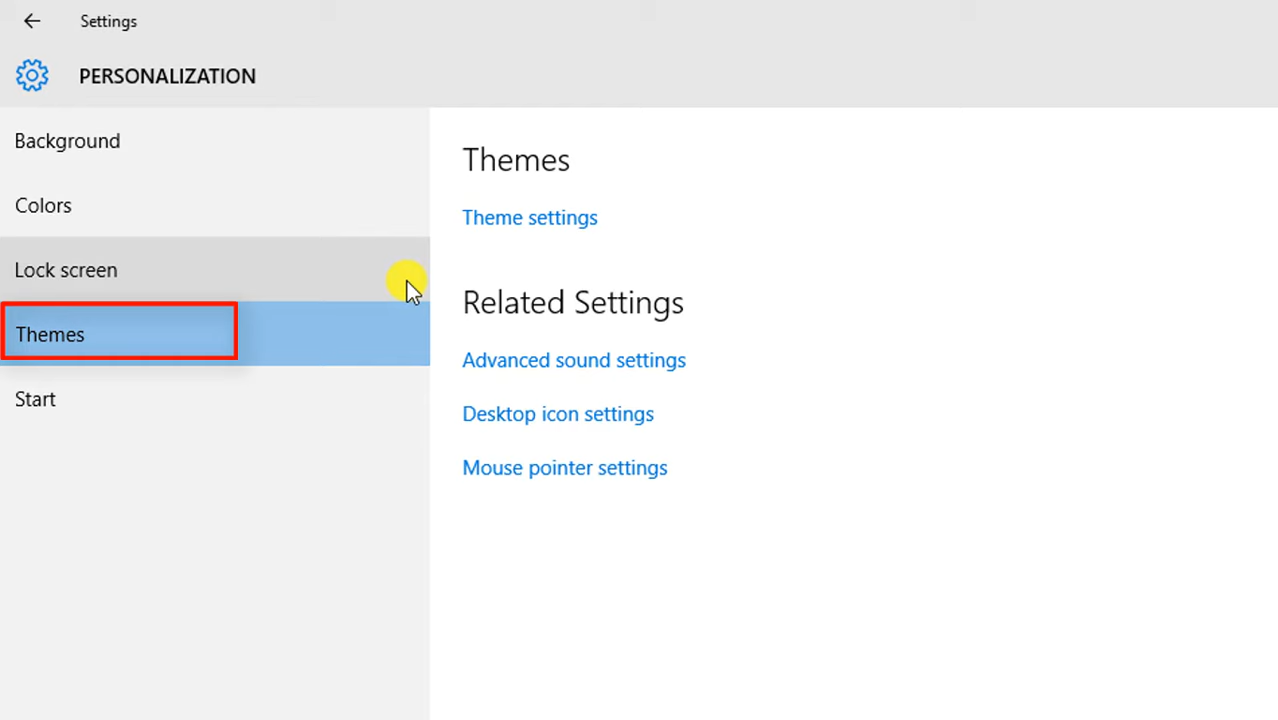 Settings
PERSONALIZATION
Background
Colors
Lock screen
Themes
Start
Themes
Theme settings
Related Settings
Advanced sound settings
Desktop icon settings
Mouse pointer settings